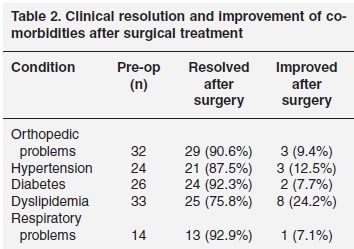 Table 2. Clinical resolution and improvement of co-
morbidities after surgical treatment
Condition Pre-op Resolved Improved
(n) after after
surgery surgery
Orthopedic
problems 32 29 (90.6%) 3 (9.4%)
Hypertension 24 21 (87.5%) 3 (12.5%)
Diabetes 26 24 (92.3%) 2 (7.7%)
Dyslipidemia 33 25 (75.8%) 8 (24.2%)
Respiratory
problems 14 13 (92.9%) 1 (7.1%)